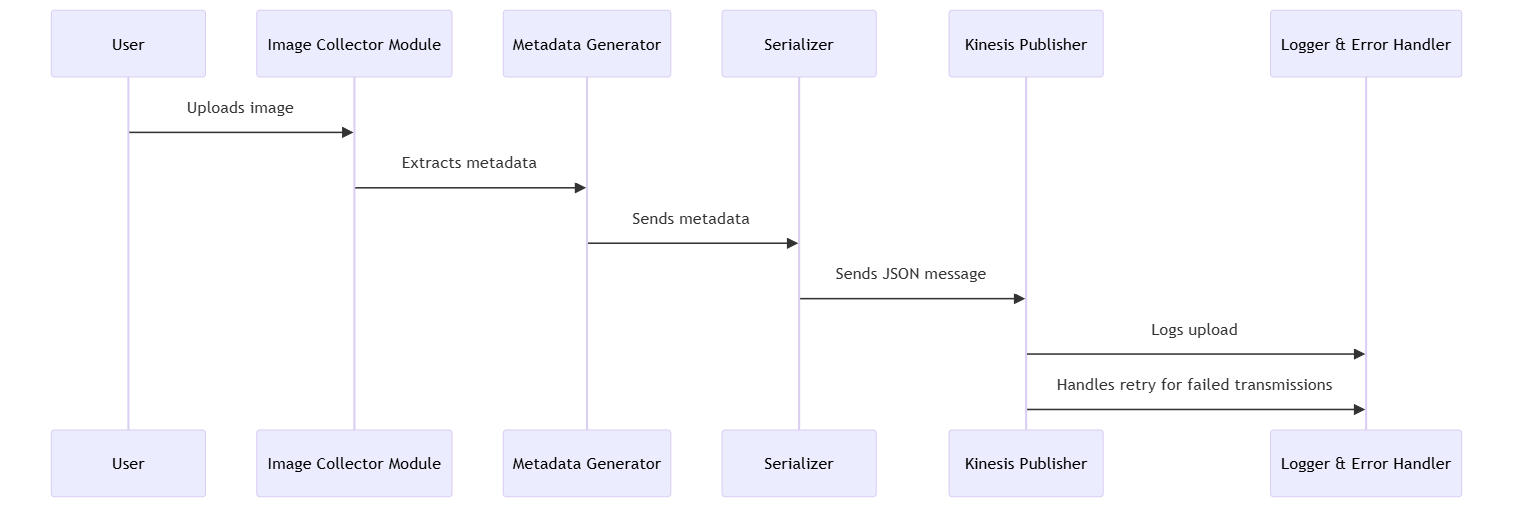 User
Image Collector Module
Metadata Generator
Serializer
Kinesis Publisher
Logger & Error Handler
Uploads image
Extracts metadata
Sends metadata
Sends JSON message
Logs upload
Handles retry for failed transmissions
User
Image Collector Module
Metadata Generator
Serializer
Kinesis Publisher
Logger & Error Handler